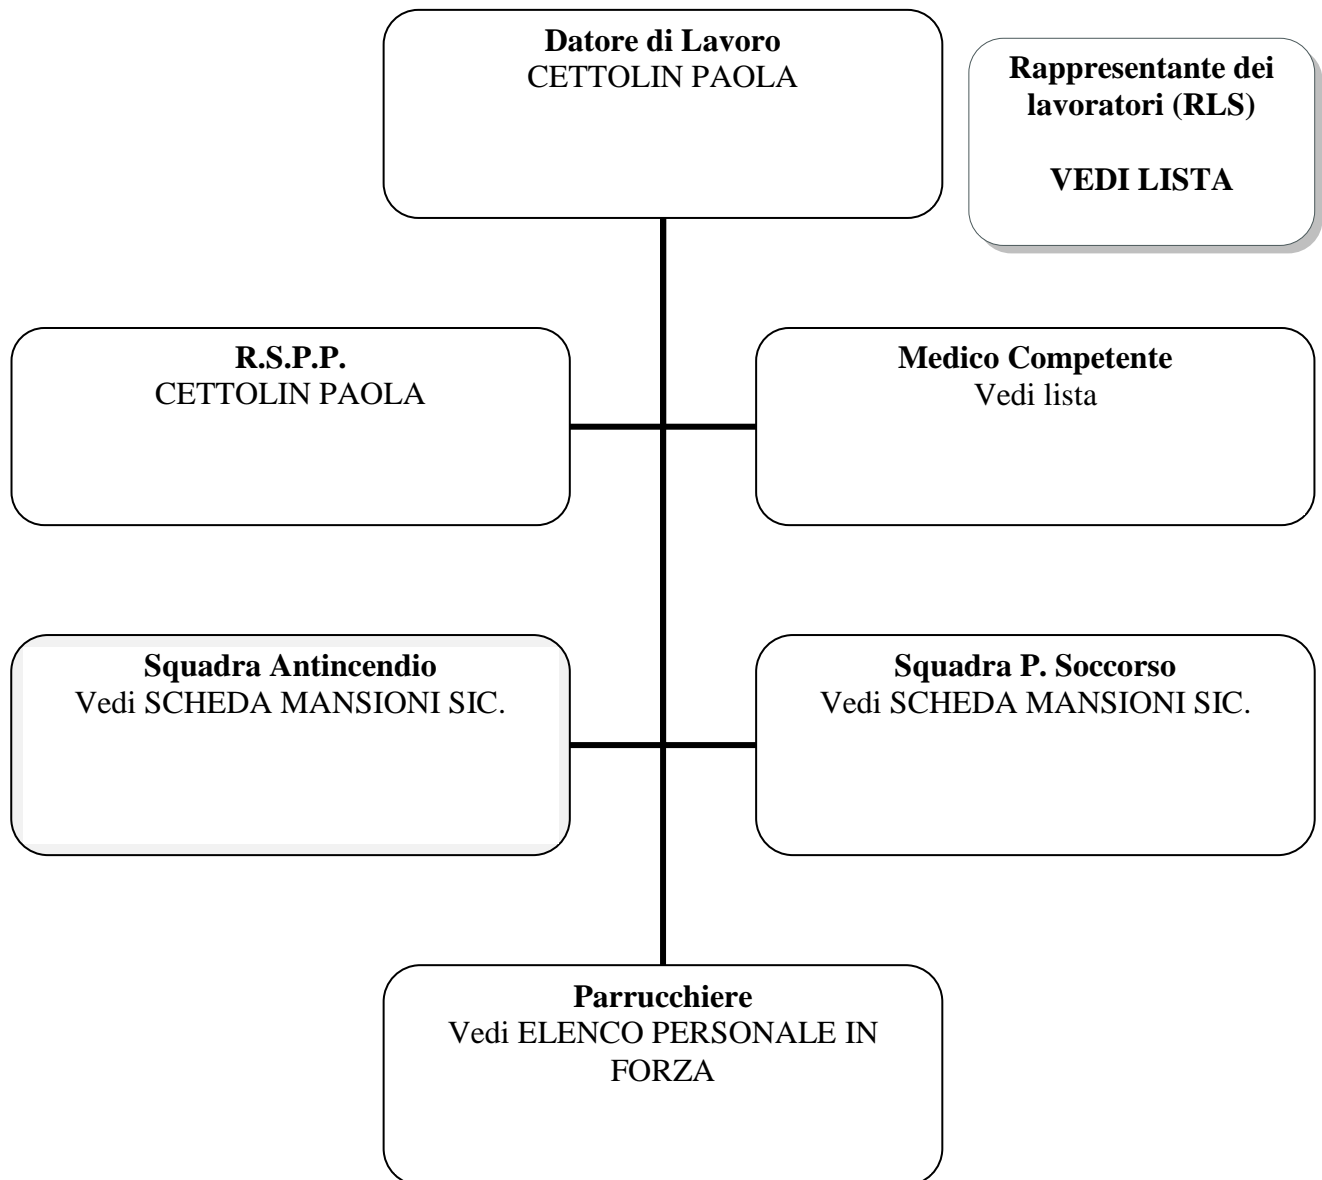 Datore di Lavoro
CETTOLIN PAOLA
Rappresentante dei
lavoratori (RLS)
VEDI LISTA
R.S.P.P.
CETTOLIN PAOLA
Medico Competente
Vedi lista
Squadra Antincendio
Vedi SCHEDA MANSIONI SIC.
Squadra P. Soccorso
Vedi SCHEDA MANSIONI SIC.
Parrucchiere
Vedi ELENCO PERSONALE IN
FORZA